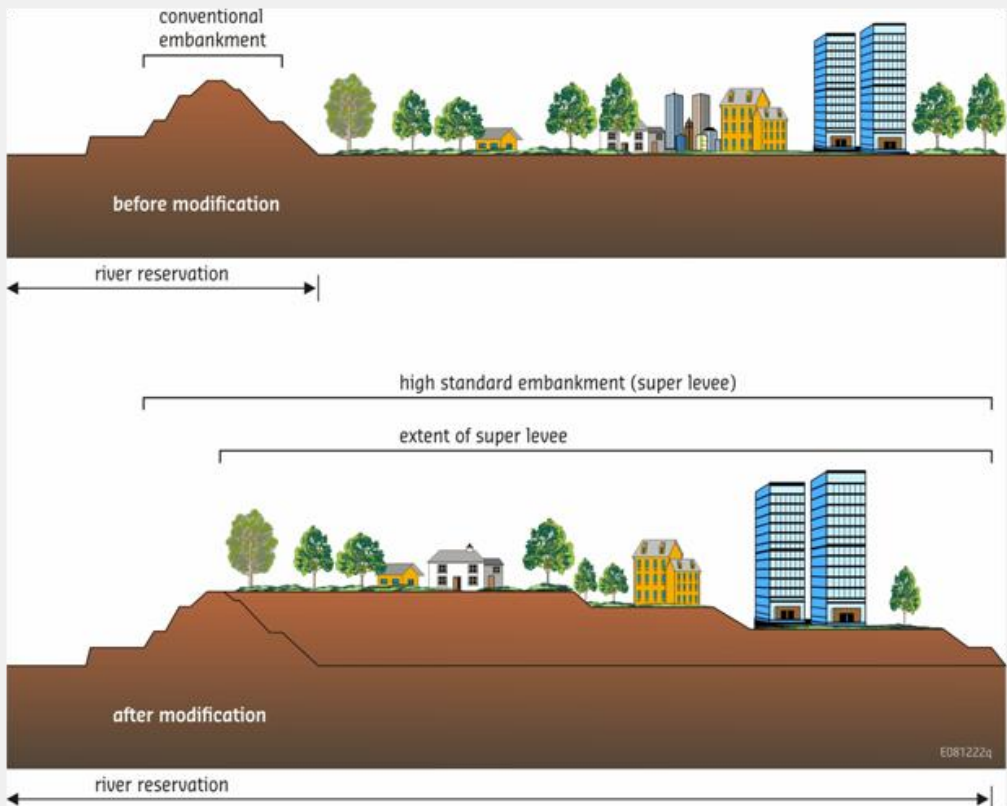 conventional
embankment
before modification
river reservation
high standard embankment (super levee)
extent of super levee
after modification
E081222q
river reservation